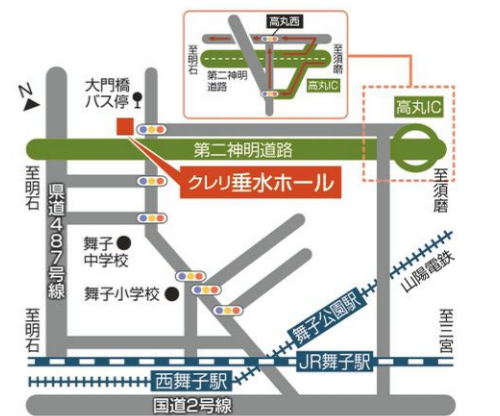 高丸西
至明石
第二神明
道路
至須磨
高丸IC
N
大門橋
バス停
高丸IC
第二神明道路
クレリ垂水ホール
至明石
県道487号線
至須磨
舞子
中学校
舞子小学校
山陽電鉄
舞子公園駅
至明石
至三宮
JR舞子駅
西舞子駅
国道2号線